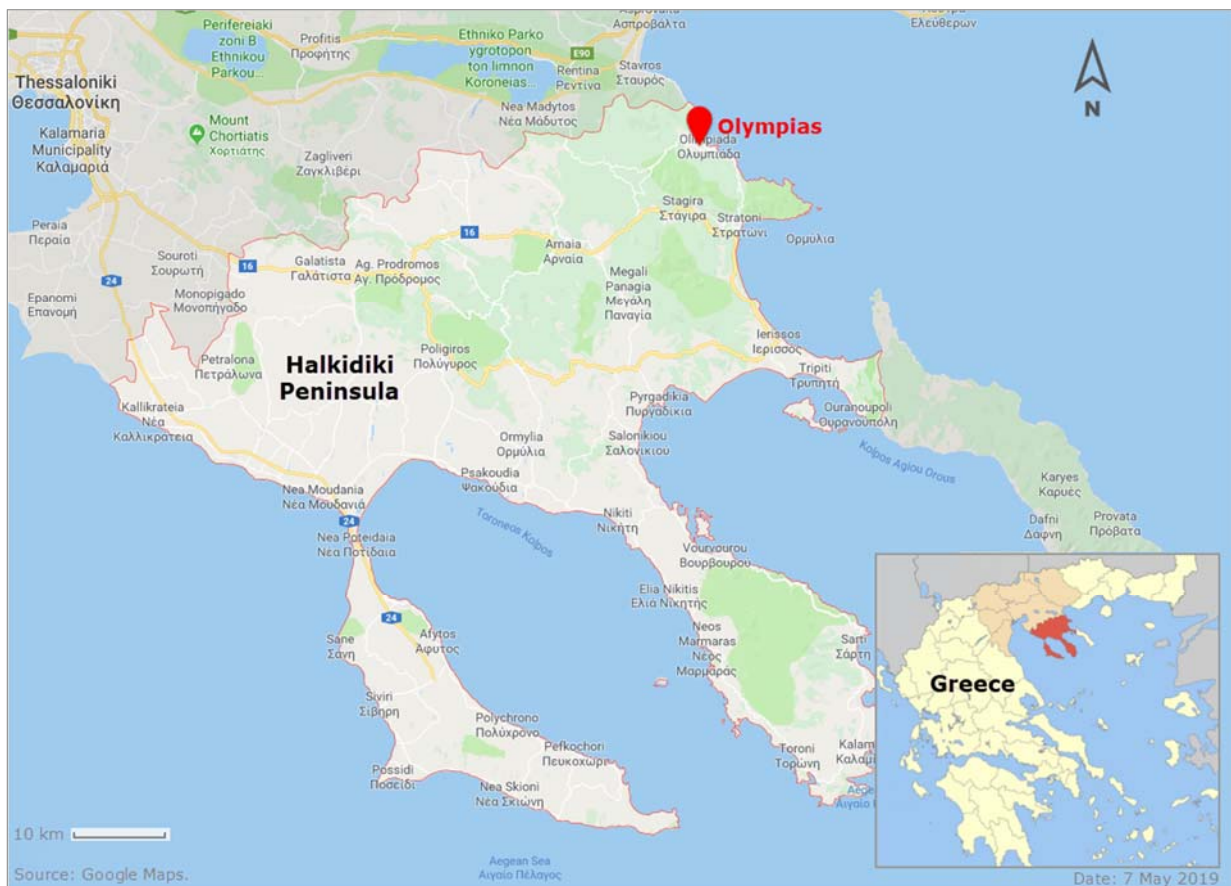 Perifereiaki
zoni B
Ethnikou
Parkou...
Profitis
Προφήτης
Ethniko Parko
ygrotopon
ton limnon
Koroneias...
E90
Ασπροβάλτα
Ελεύθερων
Stavros
Σταυρός
Rentina
Ρεντίνα
Thessaloniki
Θεσσαλονίκη
Nea Madytos
Νέα Μάδυτος
N
Kalamaria
Municipality
Καλαμαριά
Mount
Chortiatis
Χορτιάτης
Zagliveri
Ζαγκλιβέρι
Olympias
Olimpiada
Ολυμπιάδα
Stagira
Στάγιρα
Stratoni
Στρατώνι
Peraia
Περαία
16
Ορμύλια
Arnaia
Αρναία
Souroti
Σουρωτή
16
Galatista
Γαλάτιστα
Ag. Prodromos
Αγ. Πρόδρομος
24
Megali
Panagia
Μεγάλη
Παναγία
Epanomi
Επανομή
Monopigado
Μονοπήγαδο
Ierissos
Ιερισσός
Petralona
Πετράλωνα
Halkidiki
Peninsula
Poligiros
Πολύγυρος
Tripiti
Τρυπητή
Kallikrateia
Νέα
Καλλικράτεια
Pyrgadikia
Πυργαδίκια
Ouranoupoli
Ουρανούπολη
Ormylia
Ορμύλια
Salonikiou
Σαλονικιού
Kolpos Agiou Orous
Psakoudia
Ψακούδια
Karyes
Καρυές
Nea Moudania
Νέα Μουδανιά
Nikiti
Νικήτη
Dafni
Δάφνη
Provata
Πρόβατα
24
Toroneos Kolpos
Nea Poteidaia
Νέα Ποτίδαια
Vourvourou
Βουρβουρού
Elia Nikitis
Ελιά Νικήτης
24
Sane
Σάνη
Afytos
Άφυτος
Neos
Marmaras
Νέος
Μαρμαράς
Sarti
Σάρτη
Greece
Siviri
Σίβηρη
Polychrono
Πολύχρονο
Pefkochori
Πευκοχώρι
Toroni
Τορώνη
Possidi
Ποσείδι
Nea Skioni
Νέα Σκιώνη
10 km
Aegean Sea
Αιγαίο Πέλαγος
Source: Google Maps.
Date: 7 May 2019